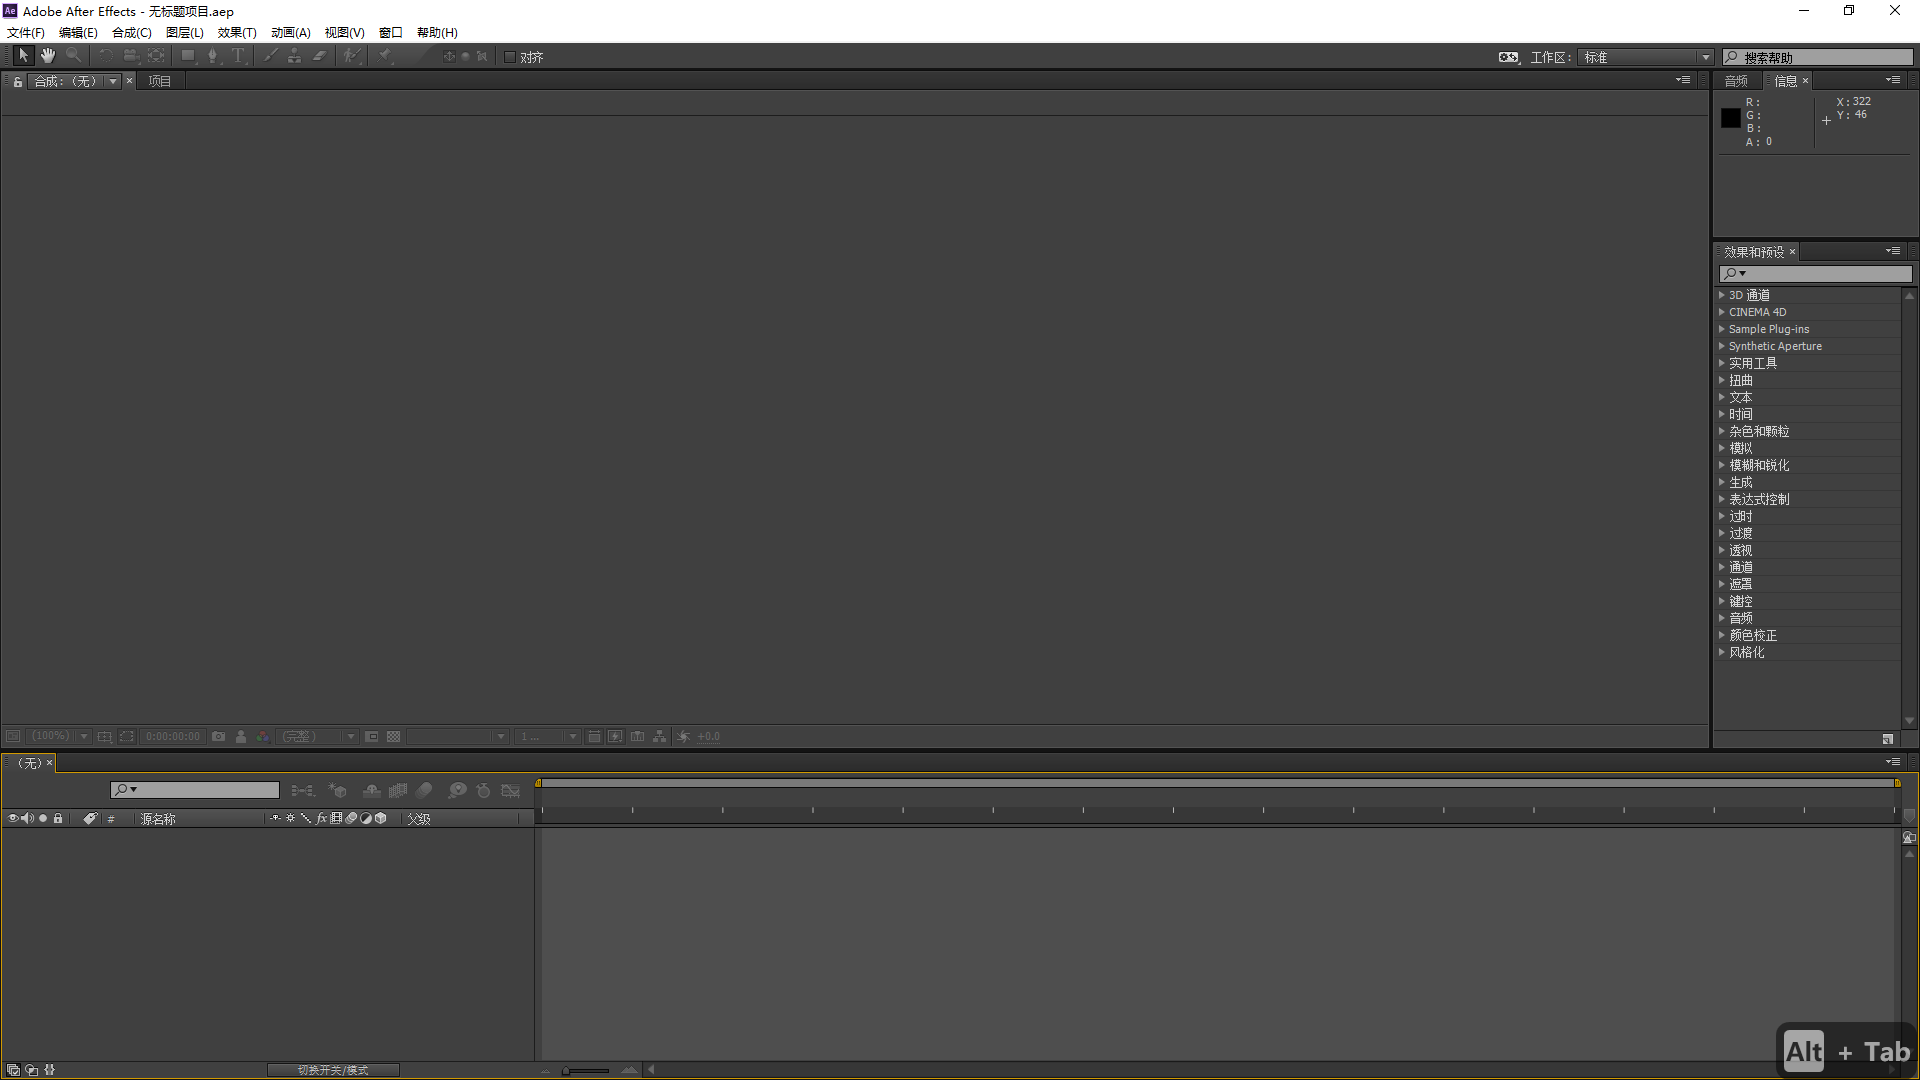 Ae Adobe After Effects - 无标题项目.aep
文件(F) 编辑(E) 合成(C) 图层(L) 效果(T) 动画(A) 视图(V) 窗口 帮助(H)
对齐 工作区: 标准 搜索帮助
合成:（无） 项目 音频 信息
R:
G:
B:
A: 0
X: 322
Y: 46
效果和预设
3D 通道
CINEMA 4D
Sample Plug-ins
Synthetic Aperture
实用工具
扭曲
文本
时间
杂色和颗粒
模拟
模糊和锐化
生成
表达式控制
过时
过渡
透视
通道
遮罩
键控
音频
颜色校正
风格化
(100%) 0:00:00:00 (完整) 1... +0.0
(无)
# 源名称 fx 父级
切换开关/模式
Alt + Tab